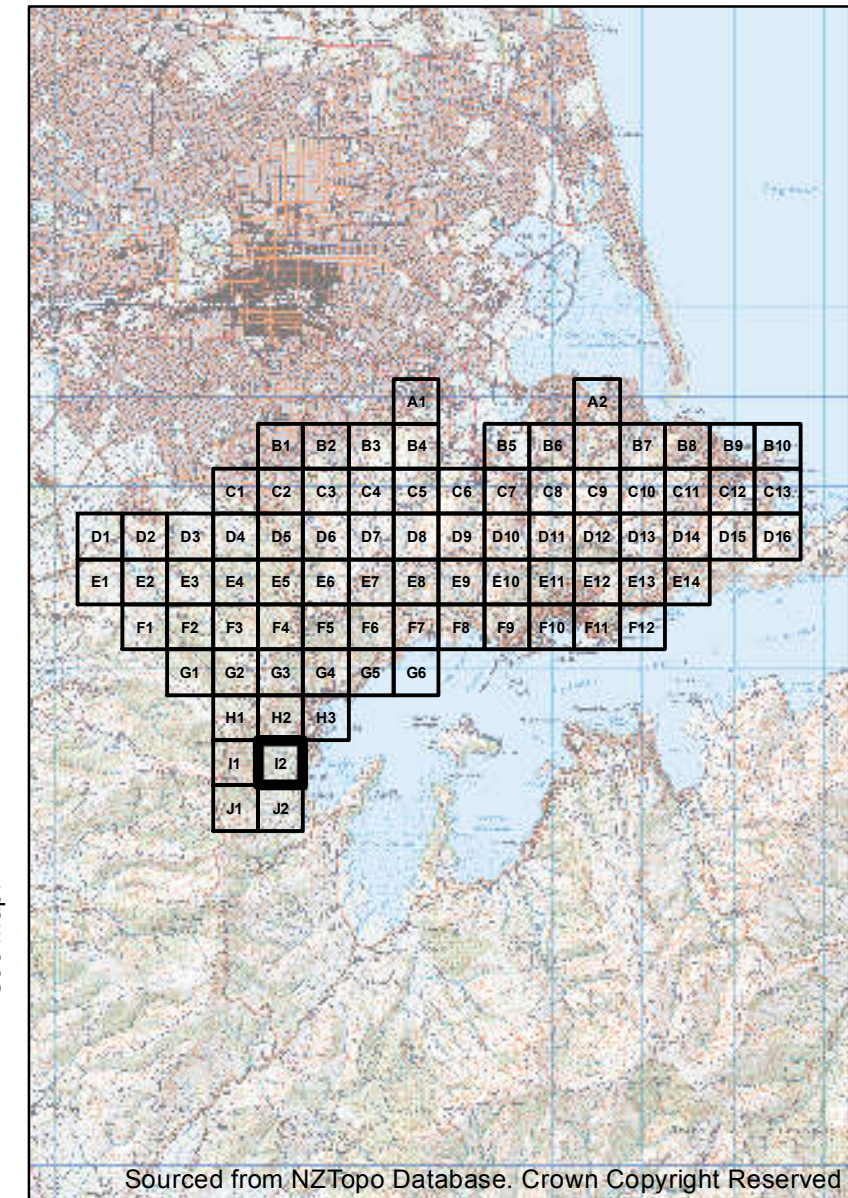 A1 A2
B1 B2 B3 B4 B5 B6 B7 B8 B9 B10
C1 C2 C3 C4 C5 C6 C7 C8 C9 C10 C11 C12 C13
D1 D2 D3 D4 D5 D6 D7 D8 D9 D10 D11 D12 D13 D14 D15 D16
E1 E2 E3 E4 E5 E6 E7 E8 E9 E10 E11 E12 E13 E14
F1 F2 F3 F4 F5 F6 F7 F8 F9 F10 F11 F12
G1 G2 G3 G4 G5 G6
H1 H2 H3
I1 I2
J1 J2
Sourced from NZTopo Database. Crown Copyright Reserved